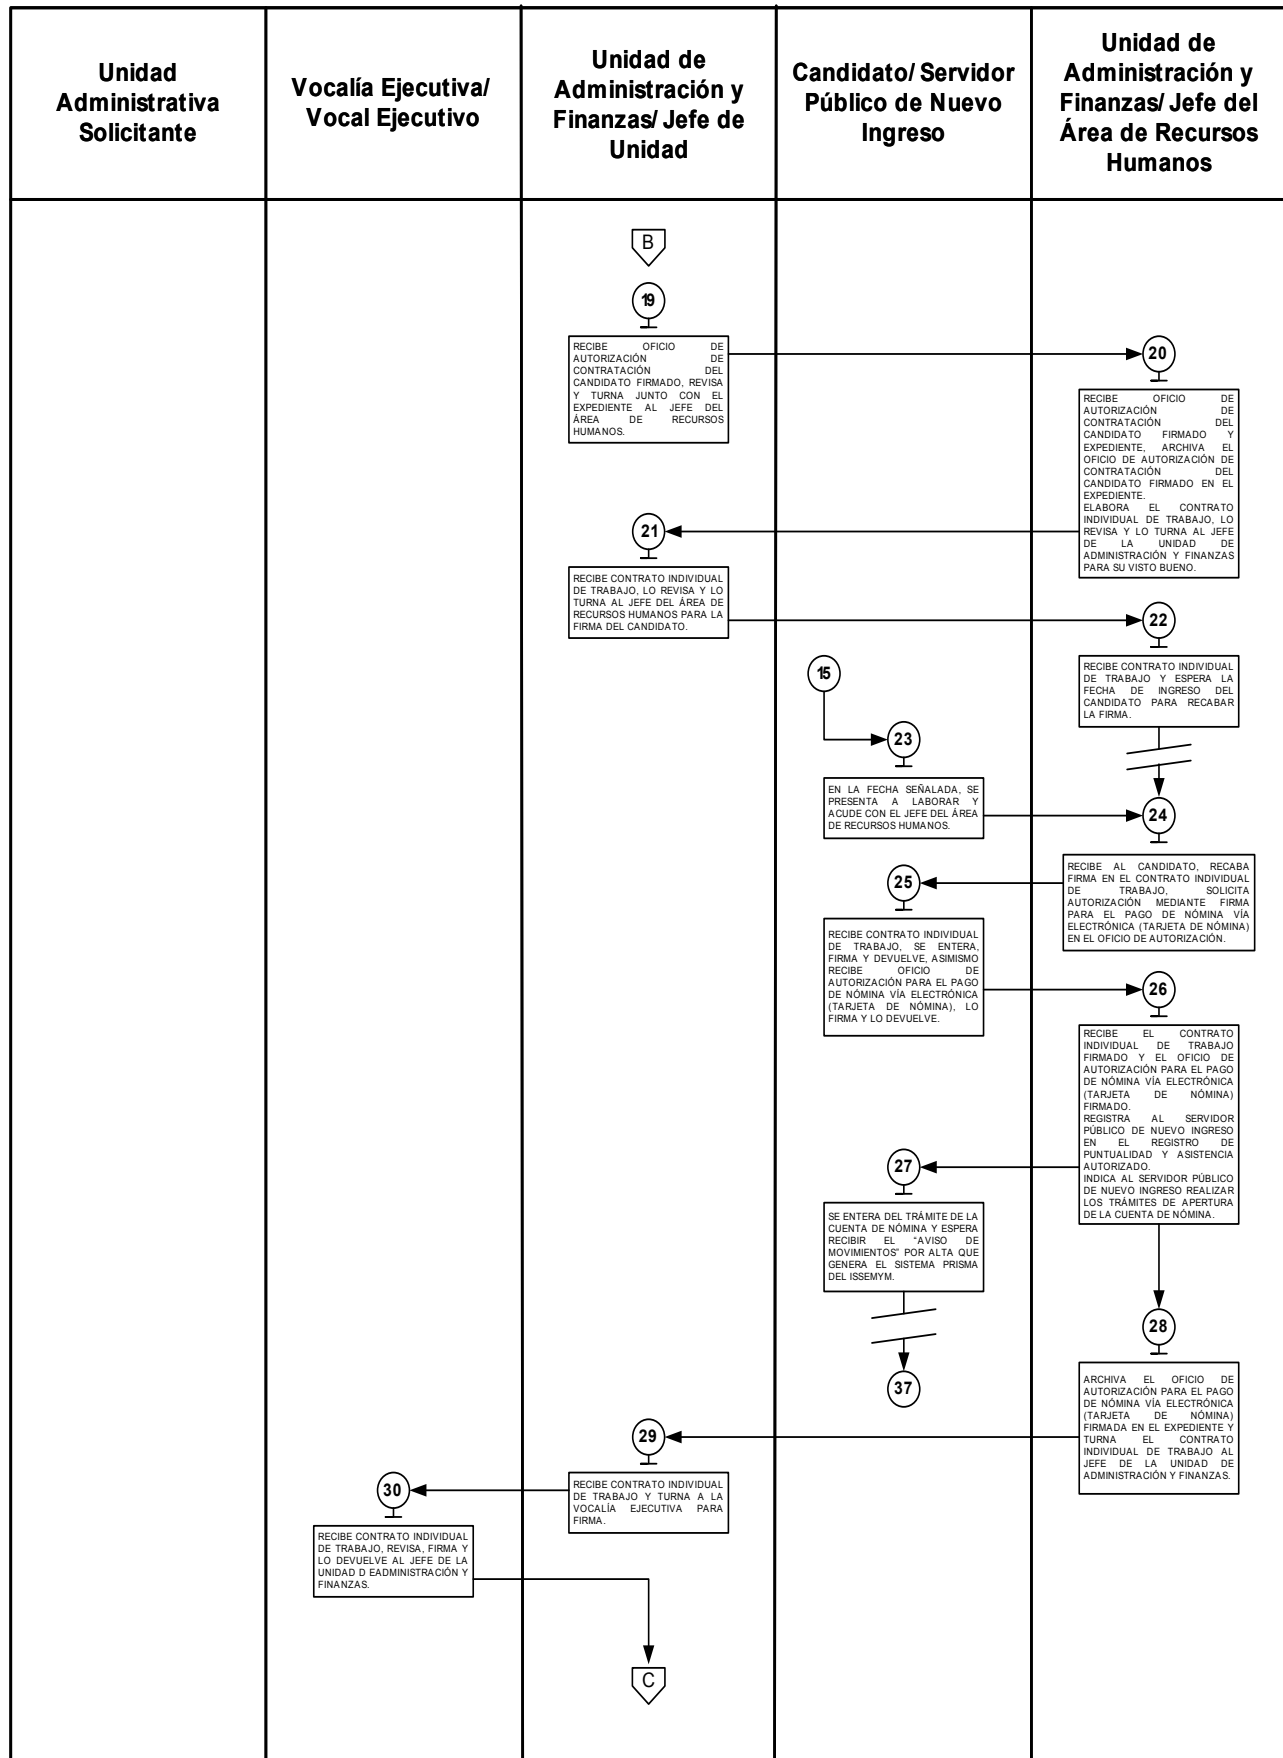 Unidad
Administrativa
Solicitante
Vocalía Ejecutiva/
Vocal Ejecutivo
Unidad de
Administración y
Finanzas/ Jefe de
Unidad
Candidato/ Servidor
Público de Nuevo
Ingreso
Unidad de
Administración y
Finanzas/ Jefe del
Área de Recursos
Humanos
B
19
RECIBE OFICIO DE
AUTORIZACIÓN DE
CONTRATACIÓN DEL
CANDIDATO FIRMADO, REVISA
Y TURNA JUNTO CON EL
EXPEDIENTE AL JEFE DEL
ÁREA DE RECURSOS
HUMANOS.
20
RECIBE OFICIO DE
AUTORIZACIÓN DE
CONTRATACIÓN DEL
CANDIDATO FIRMADO Y
EXPEDIENTE, ARCHIVA EL
OFICIO DE AUTORIZACIÓN DE
CONTRATACIÓN DEL
CANDIDATO FIRMADO EN EL
EXPEDIENTE.
ELABORA EL CONTRATO
INDIVIDUAL DE TRABAJO, LO
REVISA Y LO TURNA AL JEFE
DE LA UNIDAD DE
ADMINISTRACIÓN Y FINANZAS
PARA SU VISTO BUENO.
21
RECIBE CONTRATO INDIVIDUAL
DE TRABAJO, LO REVISA Y LO
TURNA AL JEFE DEL ÁREA DE
RECURSOS HUMANOS PARA LA
FIRMA DEL CANDIDATO.
22
RECIBE CONTRATO INDIVIDUAL
DE TRABAJO Y ESPERA LA
FECHA DE INGRESO DEL
CANDIDATO PARA RECABAR
LA FIRMA.
15
23
EN LA FECHA SEÑALADA, SE
PRESENTA A LABORAR Y
ACUDE CON EL JEFE DEL ÁREA
DE RECURSOS HUMANOS.
24
RECIBE AL CANDIDATO, RECABA
FIRMA EN EL CONTRATO INDIVIDUAL
DE TRABAJO, SOLICITA
AUTORIZACIÓN MEDIANTE FIRMA
PARA EL PAGO DE NÓMINA VÍA
ELECTRÓNICA (TARJETA DE NÓMINA)
EN EL OFICIO DE AUTORIZACIÓN.
25
RECIBE CONTRATO INDIVIDUAL
DE TRABAJO, SE ENTERA,
FIRMA Y DEVUELVE, ASIMISMO
RECIBE OFICIO DE
AUTORIZACIÓN PARA EL PAGO
DE NÓMINA VÍA ELECTRÓNICA
(TARJETA DE NÓMINA), LO
FIRMA Y LO DEVUELVE.
26
RECIBE EL CONTRATO
INDIVIDUAL DE TRABAJO
FIRMADO Y EL OFICIO DE
AUTORIZACIÓN PARA EL PAGO
DE NÓMINA VÍA ELECTRÓNICA
(TARJETA DE NÓMINA)
FIRMADO.
REGISTRA AL SERVIDOR
PÚBLICO DE NUEVO INGRESO
EN EL REGISTRO DE
PUNTUALIDAD Y ASISTENCIA
AUTORIZADO.
INDICA AL SERVIDOR PÚBLICO
DE NUEVO INGRESO REALIZAR
LOS TRÁMITES DE APERTURA
DE LA CUENTA DE NÓMINA.
27
SE ENTERA DEL TRÁMITE DE LA
CUENTA DE NÓMINA Y ESPERA
RECIBIR EL “AVISO DE
MOVIMIENTOS” POR ALTA QUE
GENERA EL SISTEMA PRISMA
DEL ISSEMYM.
28
ARCHIVA EL OFICIO DE
AUTORIZACIÓN PARA EL PAGO
DE NÓMINA VÍA ELECTRÓNICA
(TARJETA DE NÓMINA)
FIRMADA EN EL EXPEDIENTE Y
TURNA EL CONTRATO
INDIVIDUAL DE TRABAJO AL
JEFE DE LA UNIDAD DE
ADMINISTRACIÓN Y FINANZAS.
37
29
RECIBE CONTRATO INDIVIDUAL
DE TRABAJO Y TURNA A LA
VOCALÍA EJECUTIVA PARA
FIRMA.
30
RECIBE CONTRATO INDIVIDUAL
DE TRABAJO, REVISA, FIRMA Y
LO DEVUELVE AL JEFE DE LA
UNIDAD D EADMINISTRACIÓN Y
FINANZAS.
C